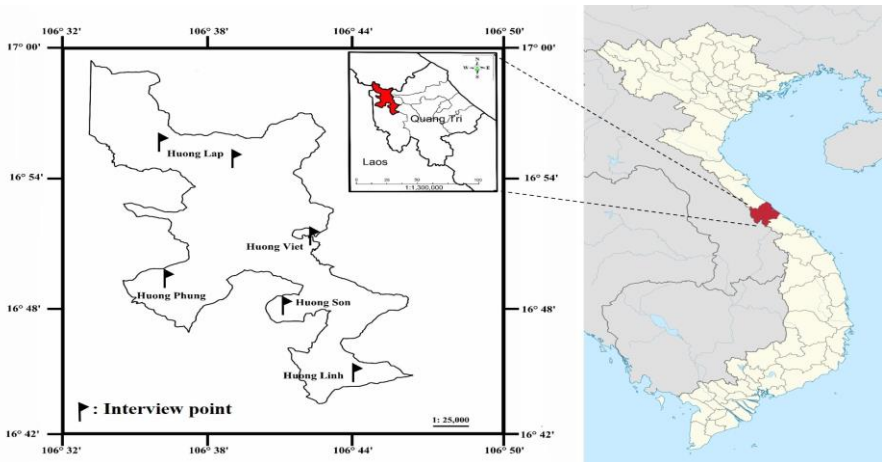 106° 32'
106° 38'
106° 44'
106° 50'
17° 00'
17° 00'
N
W
E
S
Quang Tri
Laos
1:1,300,000
Huong Lap
16° 54'
16° 54'
Huong Viet
Huong Phung
Huong Son
16° 48'
16° 48'
Huong Linh
: Interview point
1: 25,000
16° 42'
16° 42'
106° 32'
106° 38'
106° 44'
106° 50'